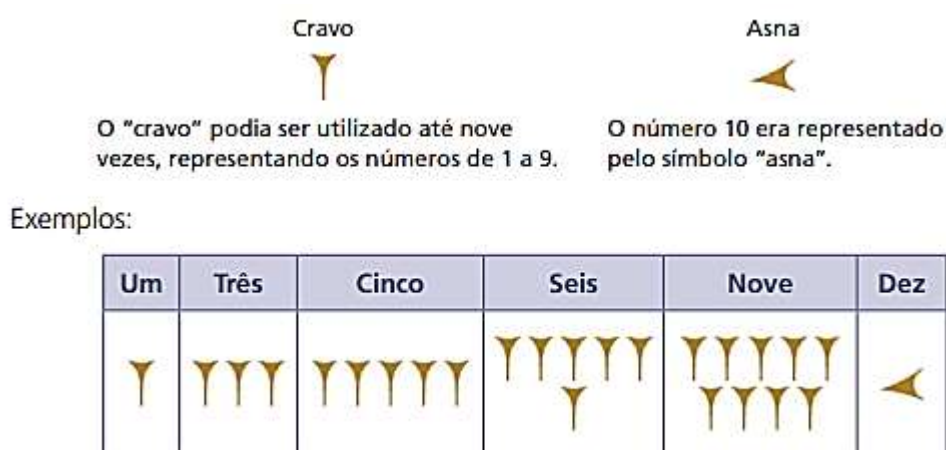 Cravo
Asna
O "cravo" podia ser utilizado até nove
vezes, representando os números de 1 a 9.
O número 10 era representado
pelo símbolo "asna".
Exemplos:
Um Três Cinco Seis Nove Dez